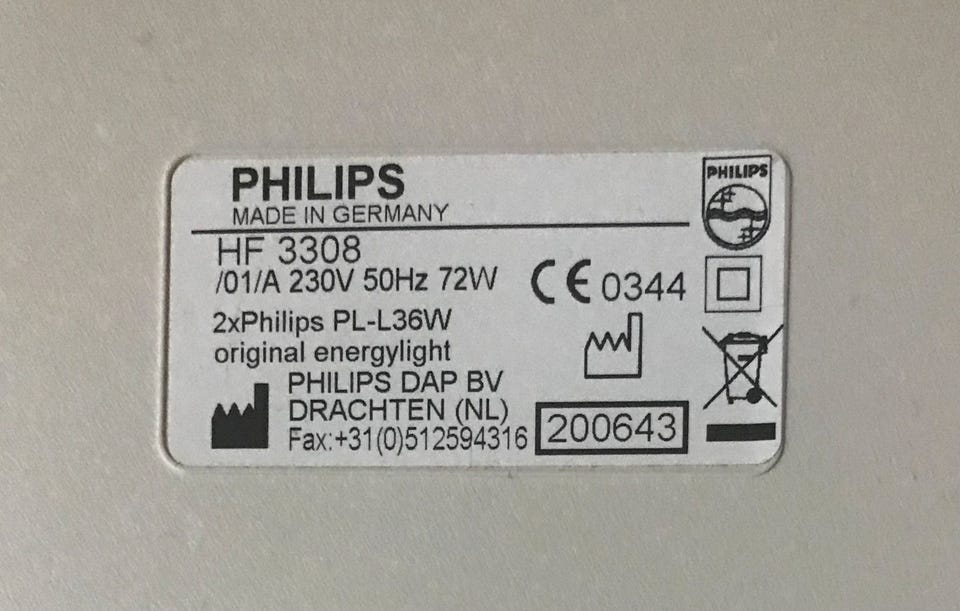 PHILIPS
MADE IN GERMANY
PHILIPS
HF 3308
/01/A 230V 50Hz 72W
CE 0344
2xPhilips PL-L36W
original energylight
PHILIPS DAP BV
DRACHTEN (NL)
Fax:+31(0)512594316
200643